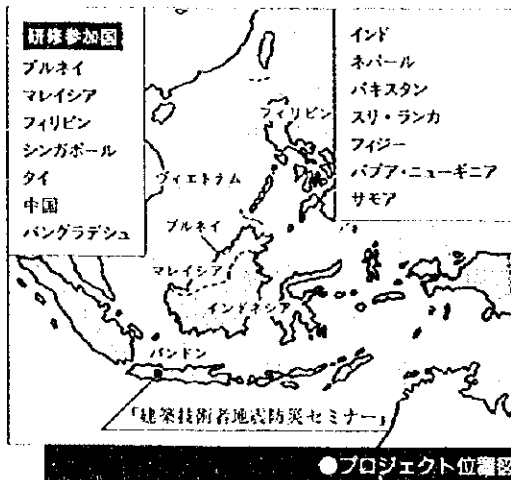 研修参加国
ブルネイ
マレイシア
フィリピン
シンガポール
タイ
中国
バングラデシュ
インド
ネパール
パキスタン
スリ・ランカ
フィジー
パプア・ニューギニア
サモア
フィリピン
ヴィエトラム
ブルネイ
マレイシア
インドネシア
バンドン
「建築技術者地震防災セミナー」
●プロジェクト位置図